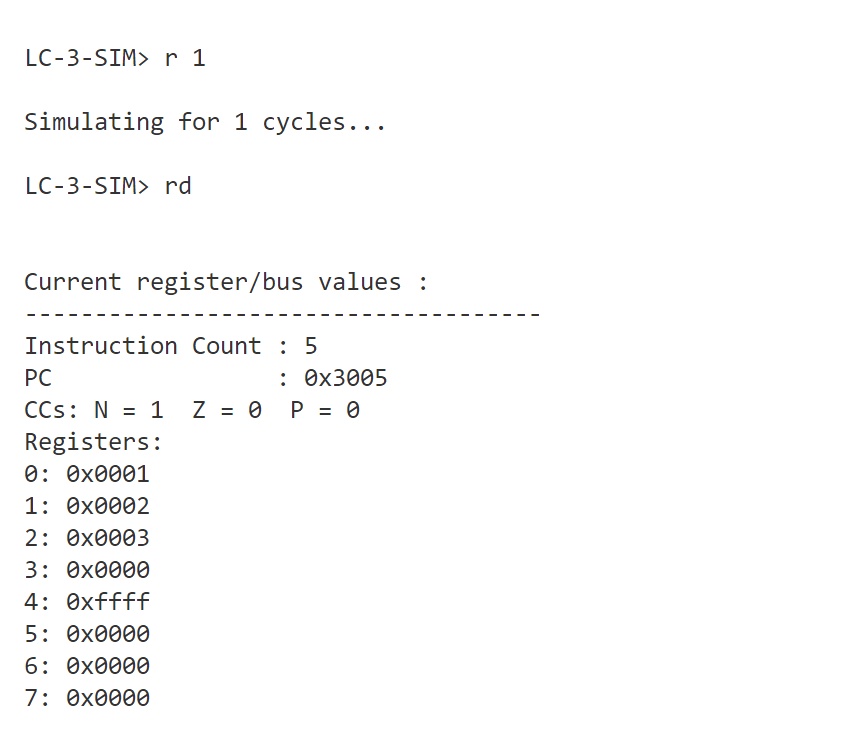 LC-3-SIM> r 1
Simulating for 1 cycles...
LC-3-SIM> rd
Current register/bus values :
-------------------------------------
Instruction Count : 5
PC                : 0x3005
CCs: N = 1  Z = 0  P = 0
Registers:
0: 0x0001
1: 0x0002
2: 0x0003
3: 0x0000
4: 0xffff
5: 0x0000
6: 0x0000
7: 0x0000